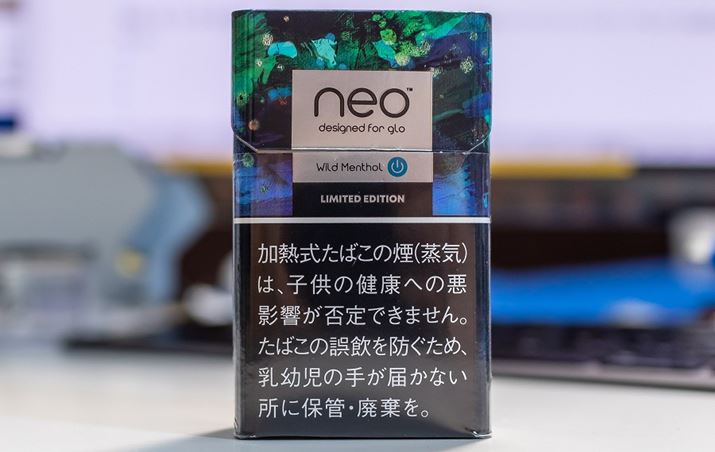 neo™
designed for glo
Wild Menthol
LIMITED EDITION
加熱式たばこの煙(蒸気)
は、子供の健康への悪
影響が否定できません。
たばこの誤飲を防ぐため、
乳幼児の手が届かない
所に保管・廃棄を。